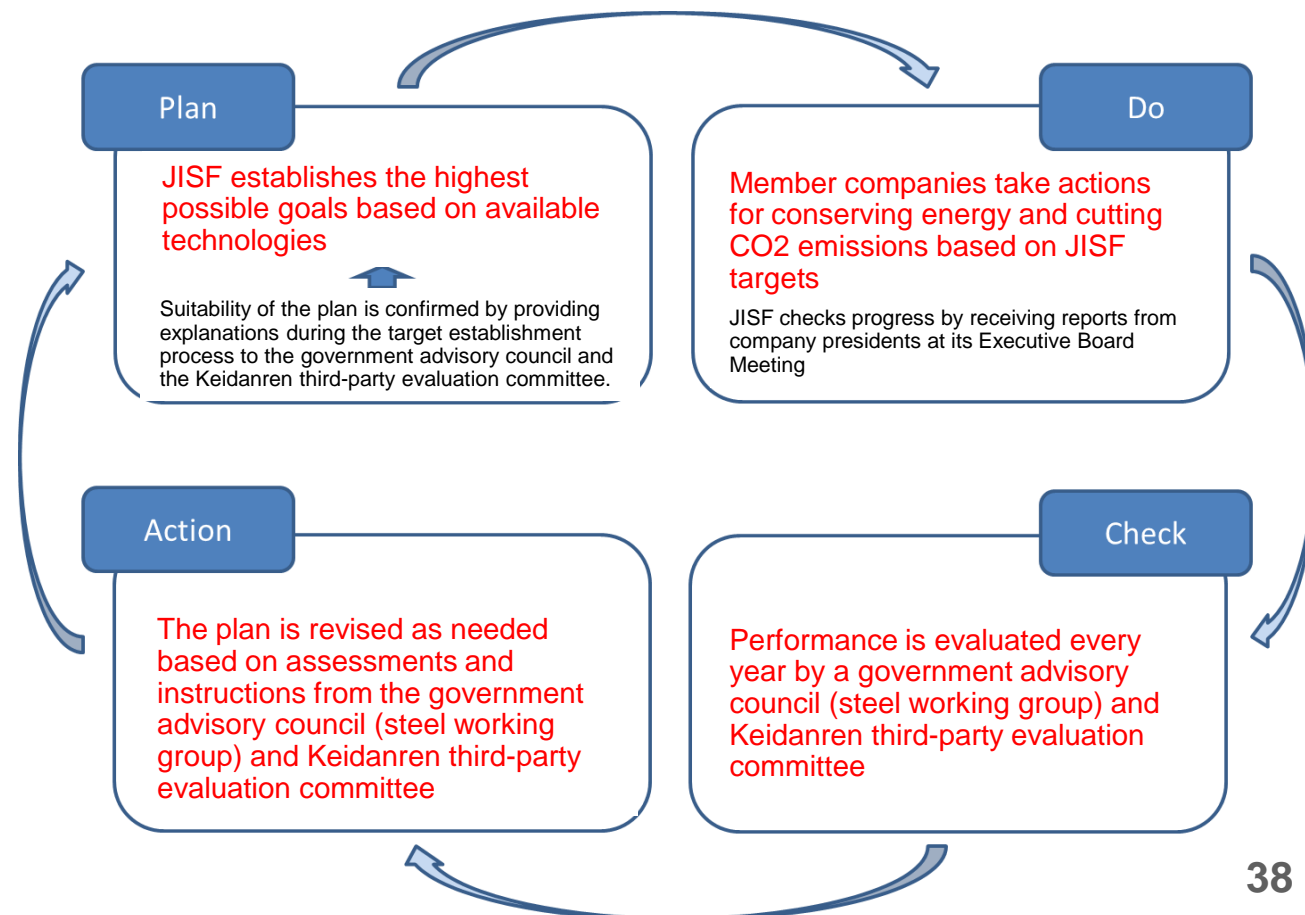 Plan
JISF establishes the highest
possible goals based on available
technologies
Suitability of the plan is confirmed by providing
explanations during the target establishment
process to the government advisory council and
the Keidanren third-party evaluation committee.
Do
Member companies take actions
for conserving energy and cutting
CO2 emissions based on JISF
targets
JISF checks progress by receiving reports from
company presidents at its Executive Board
Meeting
Action
The plan is revised as needed
based on assessments and
instructions from the government
advisory council (steel working
group) and Keidanren third-party
evaluation committee
Check
Performance is evaluated every
year by a government advisory
council (steel working group) and
Keidanren third-party evaluation
committee
38